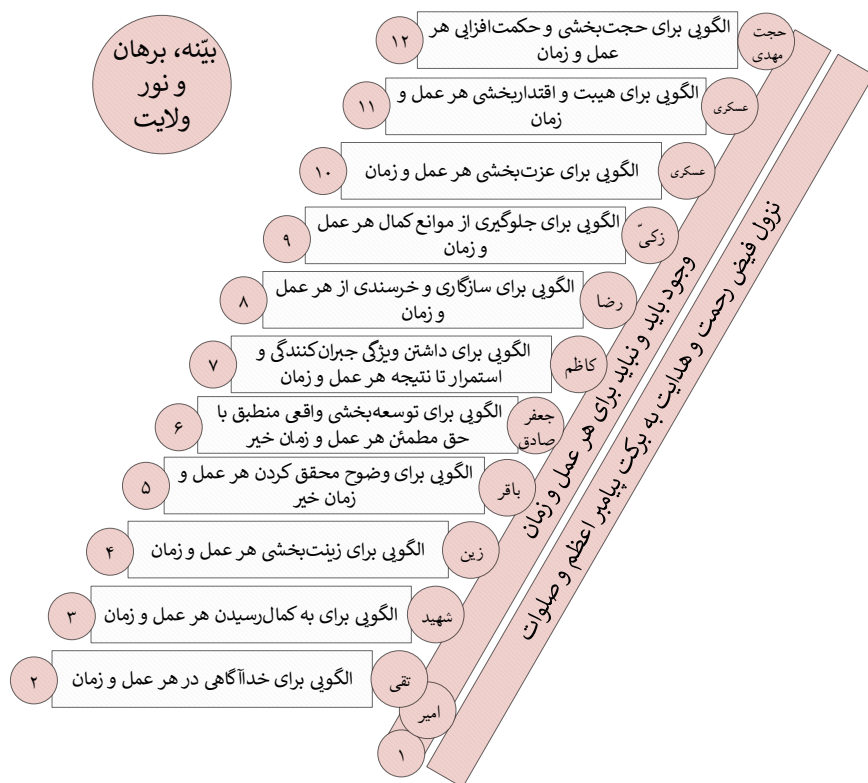 بیّنه، برهان
و نور
ولایت
حجت
مهدی
الگویی برای حجت‌بخشی و حکمت‌افزایی هر
عمل و زمان
۱۲
عسکری
الگویی برای هیبت و اقتداربخشی هر عمل و
زمان
۱۱
عسکری
الگویی برای عزت‌بخشی هر عمل و زمان
۱۰
زکیّ
الگویی برای جلوگیری از موانع کمال هر عمل
و زمان
۹
رضا
الگویی برای سازگاری و خرسندی از هر عمل
و زمان
۸
کاظم
الگویی برای داشتن ویژگی جبران‌کنندگی و
استمرار تا نتیجه هر عمل و زمان
۷
جعفر
صادق
الگویی برای توسعه‌بخشی واقعی منطبق با
حق مطمئن هر عمل و زمان خیر
۶
باقر
الگویی برای وضوح محقق کردن هر عمل و
زمان خیر
۵
زین
الگویی برای زینت‌بخشی هر عمل و زمان
۴
شهید
الگویی برای به کمال‌رسیدن هر عمل و زمان
۳
تقی
الگویی برای خداآگاهی در هر عمل و زمان
۲
امیر
۱
وجود باید و نباید برای هر عمل و زمان
نزول فیض رحمت و هدایت به برکت پیامبر اعظم و صلوات